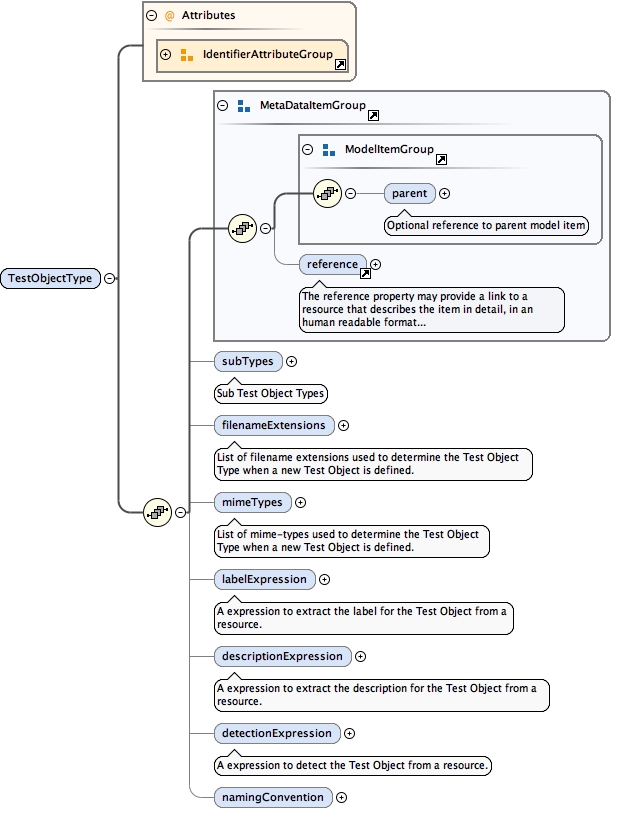 @ Attributes
IdentifierAttributeGroup
MetaDataItemGroup
ModelItemGroup
parent
Optional reference to parent model item
reference
The reference property may provide a link to a
resource that describes the item in detail, in an
human readable format...
TestObjectType
subTypes
Sub Test Object Types
filenameExtensions
List of filename extensions used to determine the Test Object
Type when a new Test Object is defined.
mimeTypes
List of mime-types used to determine the Test Object
Type when a new Test Object is defined.
labelExpression
A expression to extract the label for the Test Object from a
resource.
descriptionExpression
A expression to extract the description for the Test Object from a
resource.
detectionExpression
A expression to detect the Test Object from a resource.
namingConvention